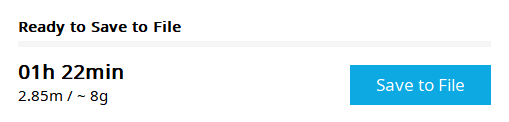 Ready to Save to File
01h 22min
2.85m / ~ 8g
Save to File